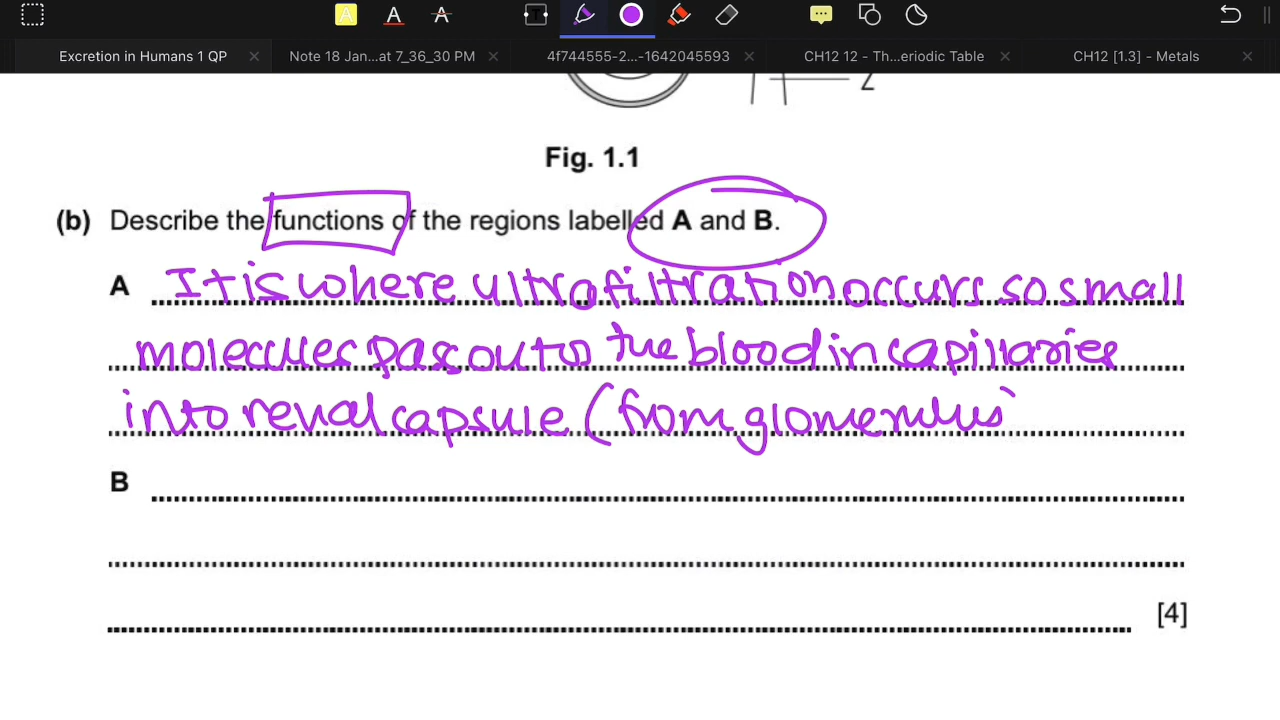 Excretion in Humans 1 QP
Note 18 Jan...at 7_36_30 PM
4f744555-2...-1642045593
CH12 12 - Th...eriodic Table
CH12 [1.3] - Metals
Z
Fig. 1.1
(b) Describe the functions of the regions labelled A and B.
A It is where ultrafiltration occurs so small
molecules pas out to the blood in capillaries
into renal capsule (from glomerulus
B
[4]